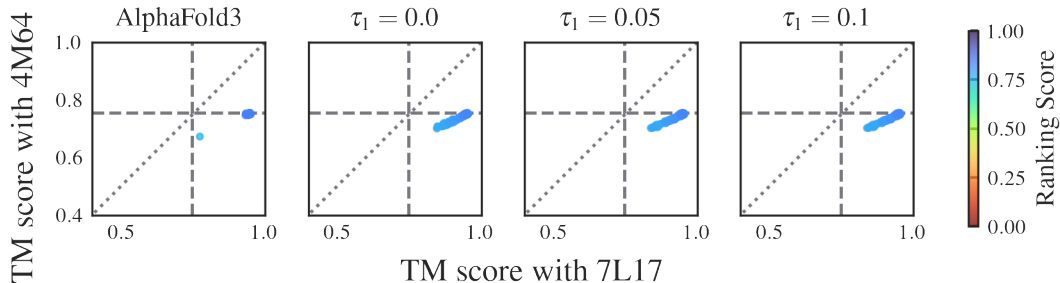 AlphaFold3
τ₁ = 0.0
τ₁ = 0.05
τ₁ = 0.1
TM score with 4M64
1.0
0.8
0.6
0.4
0.5
1.0
0.5
1.0
0.5
1.0
0.5
1.0
TM score with 7L17
1.00
0.75
0.50
0.25
0.00
Ranking Score